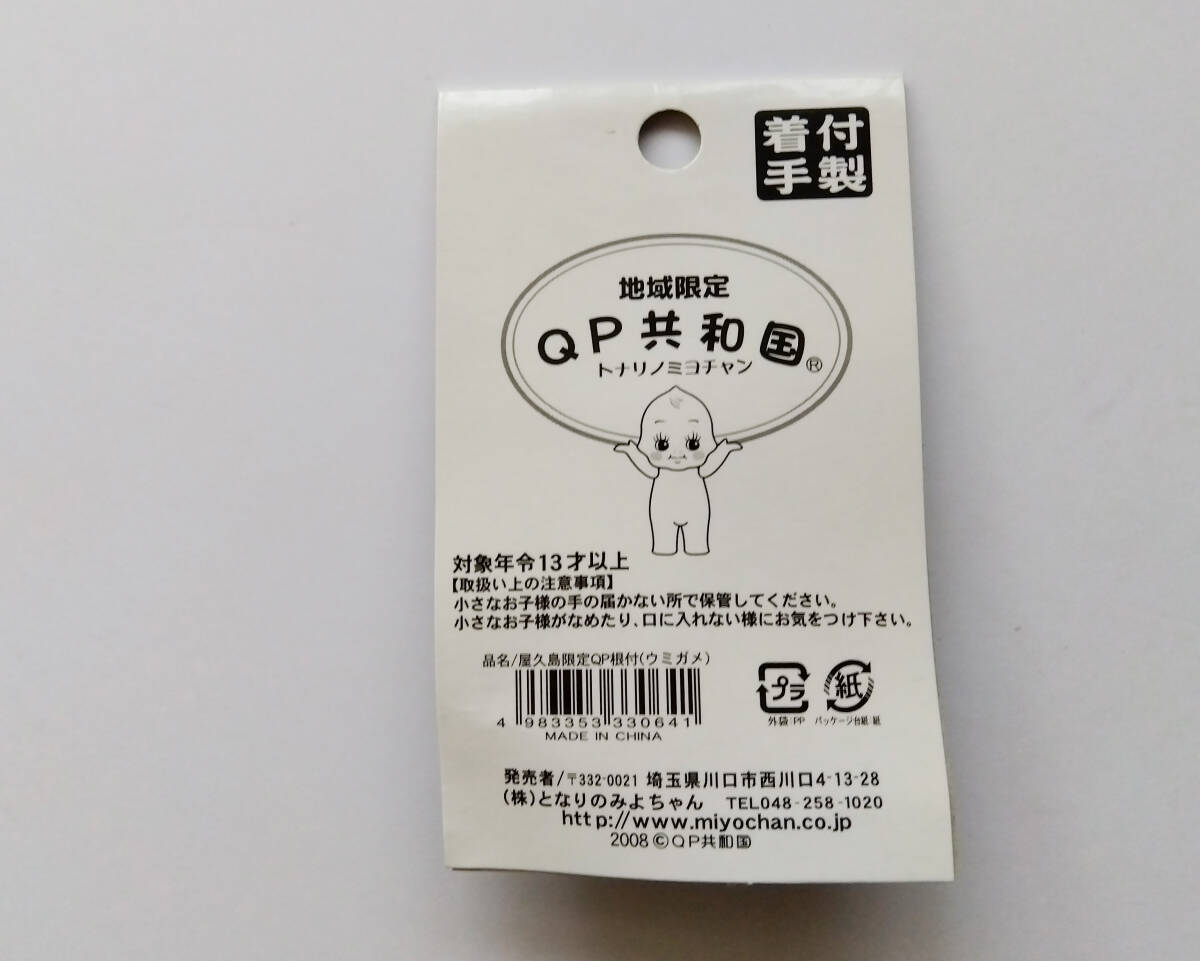 着付
手製
地域限定
QP共和国®
トナリノミヨチャン
対象年令13才以上
【取扱い上の注意事項】
小さなお子様の手の届かない所で保管してください。
小さなお子様がなめたり、口に入れない様にお気をつけ下さい。
品名/屋久島限定QP根付(ウミガメ)
4 983353 330641
MADE IN CHINA
プラ
外袋:PP
紙
パッケージ台紙:紙
発売者/〒332-0021 埼玉県川口市西川口4-13-28
(株)となりのみよちゃん TEL048-258-1020
http://www.miyochan.co.jp
2008©QP共和国